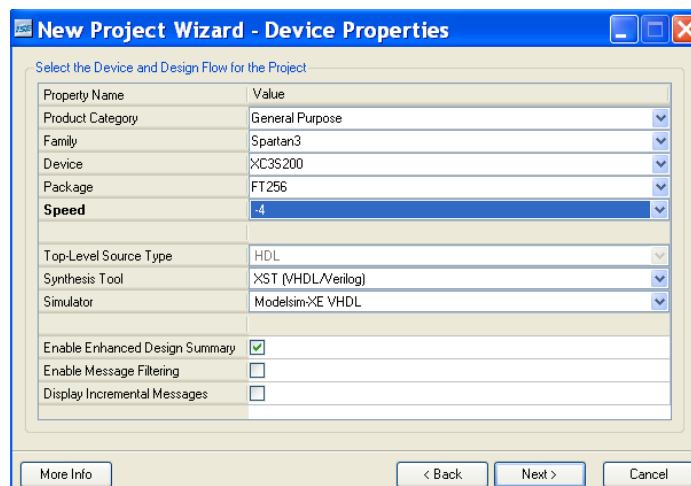 ISE New Project Wizard - Device Properties
Select the Device and Design Flow for the Project
Property Name Value
Product Category General Purpose
Family Spartan3
Device XC3S200
Package FT256
Speed -4
Top-Level Source Type HDL
Synthesis Tool XST (VHDL/Verilog)
Simulator Modelsim-XE VHDL
Enable Enhanced Design Summary
Enable Message Filtering
Display Incremental Messages
More Info < Back Next > Cancel